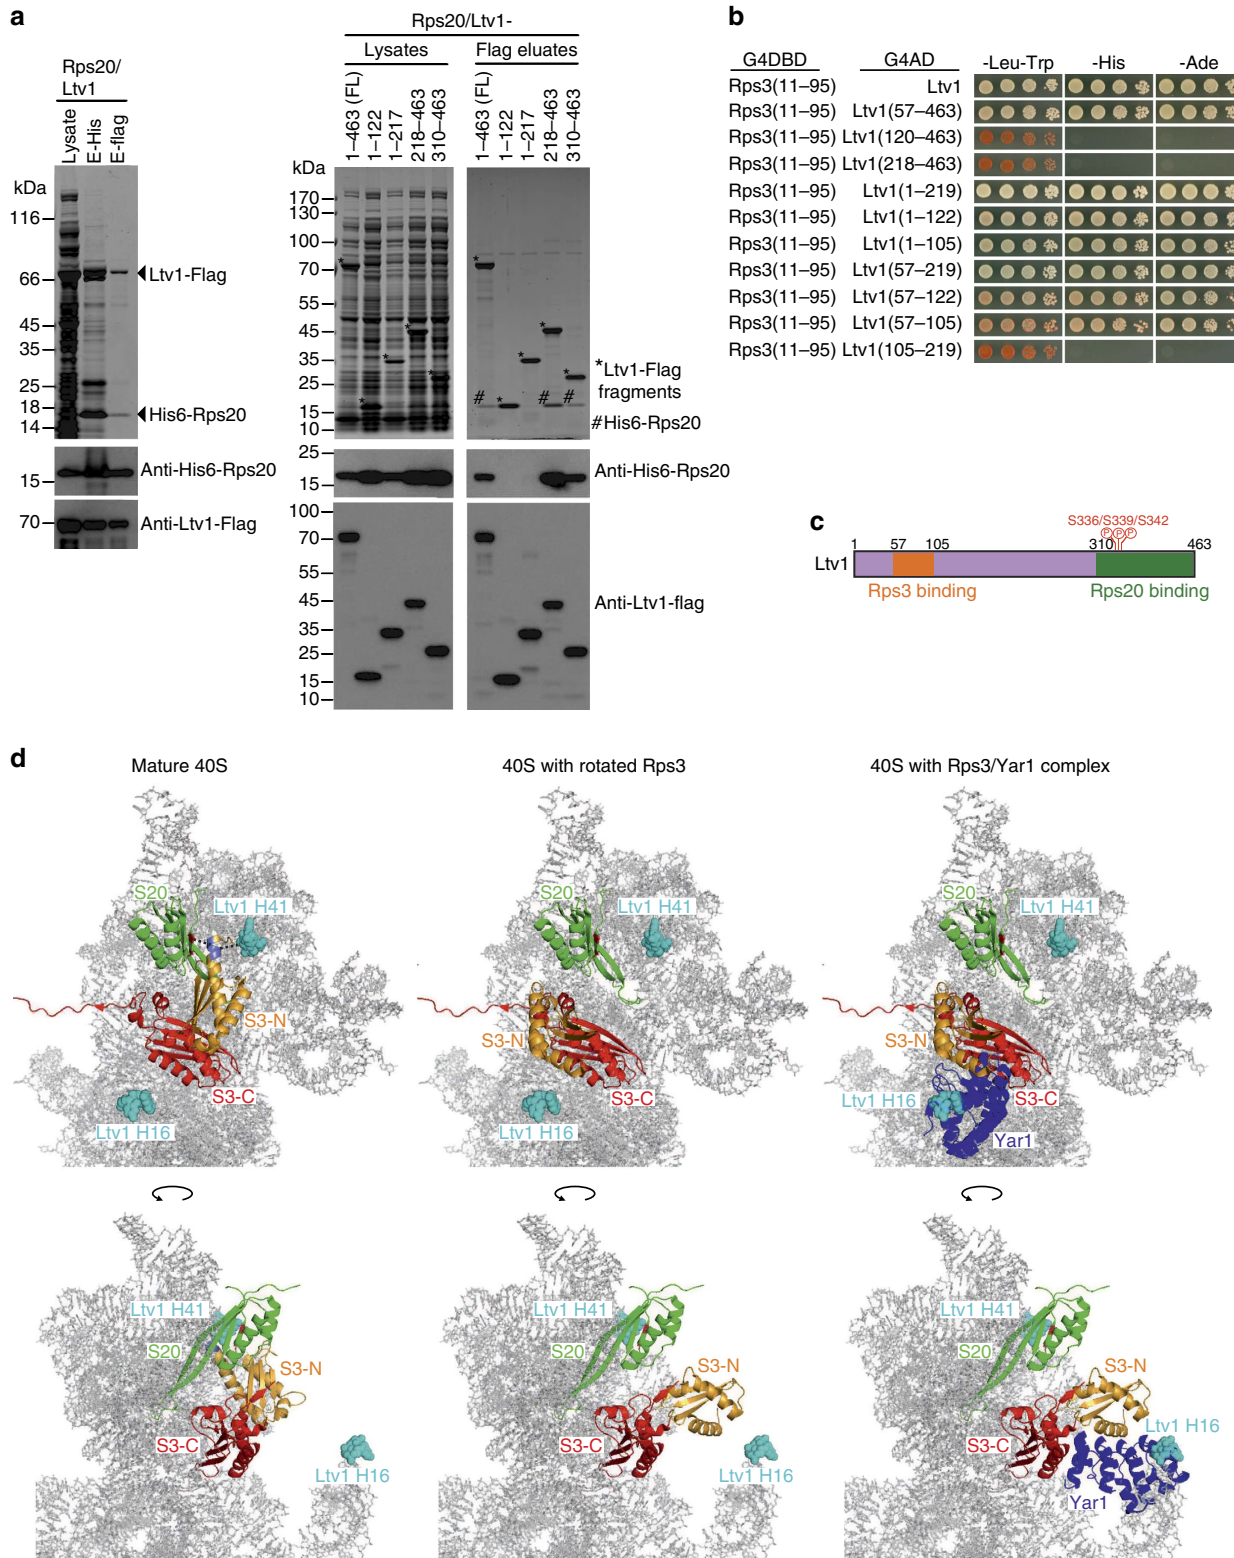 a
Rps20/
Ltv1
Lysate
E-His
E-flag
kDa
116
66
45
35
25
18
14
Ltv1-Flag
His6-Rps20
15
Anti-His6-Rps20
70
Anti-Ltv1-Flag
Rps20/Ltv1-
Lysates
Flag eluates
1–463 (FL)
1–122
1–217
218–463
310–463
1–463 (FL)
1–122
1–217
218–463
310–463
kDa
170
130
100
70
55
45
35
25
15
10
* * * * *
* * * * *
# # #
*Ltv1-Flag
fragments
#His6-Rps20
25
15
Anti-His6-Rps20
100
70
55
45
35
25
15
10
Anti-Ltv1-flag
b
G4DBD G4AD -Leu-Trp -His -Ade
Rps3(11–95) Ltv1
Rps3(11–95) Ltv1(57–463)
Rps3(11–95) Ltv1(120–463)
Rps3(11–95) Ltv1(218–463)
Rps3(11–95) Ltv1(1–219)
Rps3(11–95) Ltv1(1–122)
Rps3(11–95) Ltv1(1–105)
Rps3(11–95) Ltv1(57–219)
Rps3(11–95) Ltv1(57–122)
Rps3(11–95) Ltv1(57–105)
Rps3(11–95) Ltv1(105–219)
c
S336/S339/S342
P P P
1 57 105 310 463
Ltv1
Rps3 binding Rps20 binding
d
Mature 40S
S20
Ltv1 H41
S3-N
S3-C
Ltv1 H16
40S with rotated Rps3
S20
Ltv1 H41
S3-N
S3-C
Ltv1 H16
40S with Rps3/Yar1 complex
S20
Ltv1 H41
S3-N
Ltv1 H16
S3-C
Yar1
Ltv1 H41
S20
S3-N
S3-C
Ltv1 H16
Ltv1 H41
S20
S3-N
S3-C
Ltv1 H16
Ltv1 H41
S20
S3-N
Ltv1 H16
S3-C
Yar1